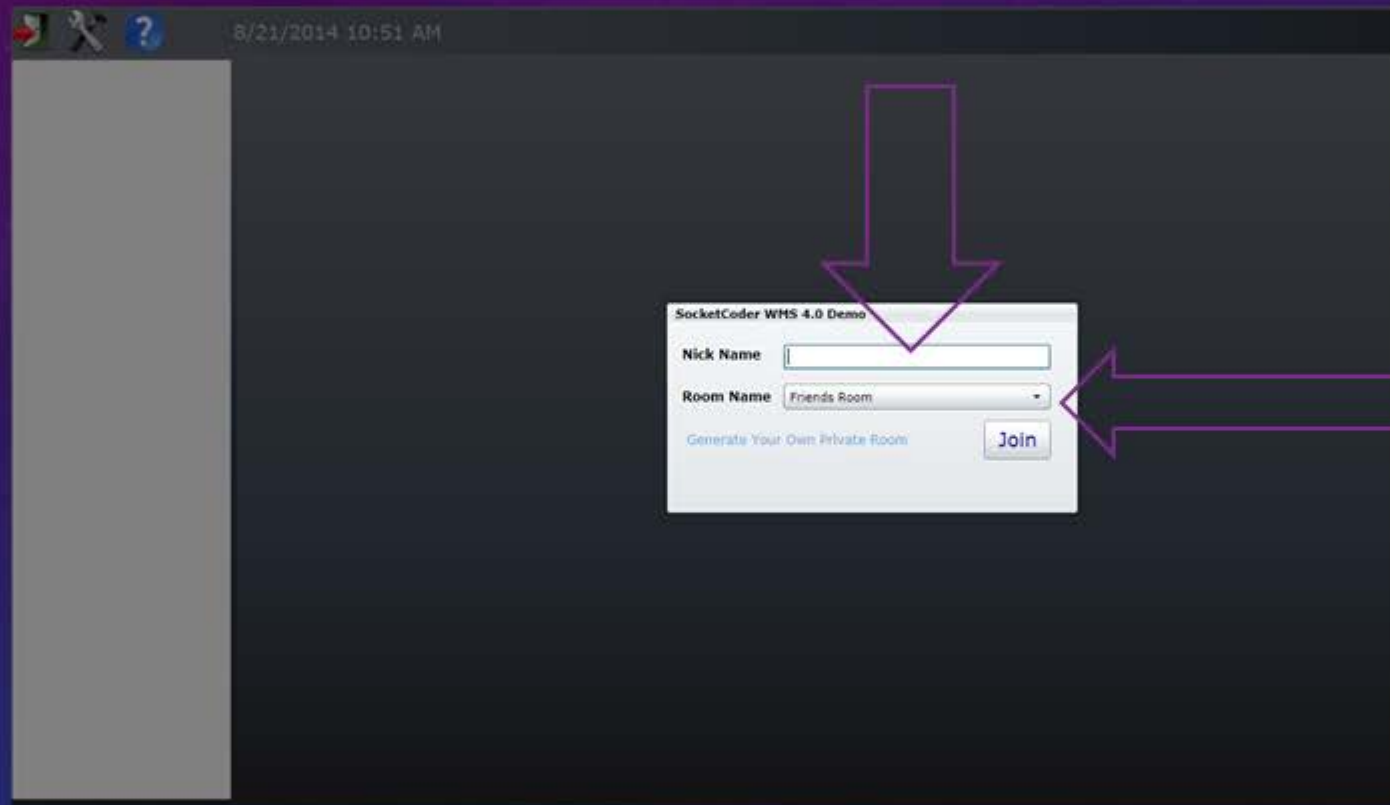 8/21/2014 10:51 AM
SocketCoder WMS 4.0 Demo
Nick Name
Room Name Friends Room
Generate Your Own Private Room Join